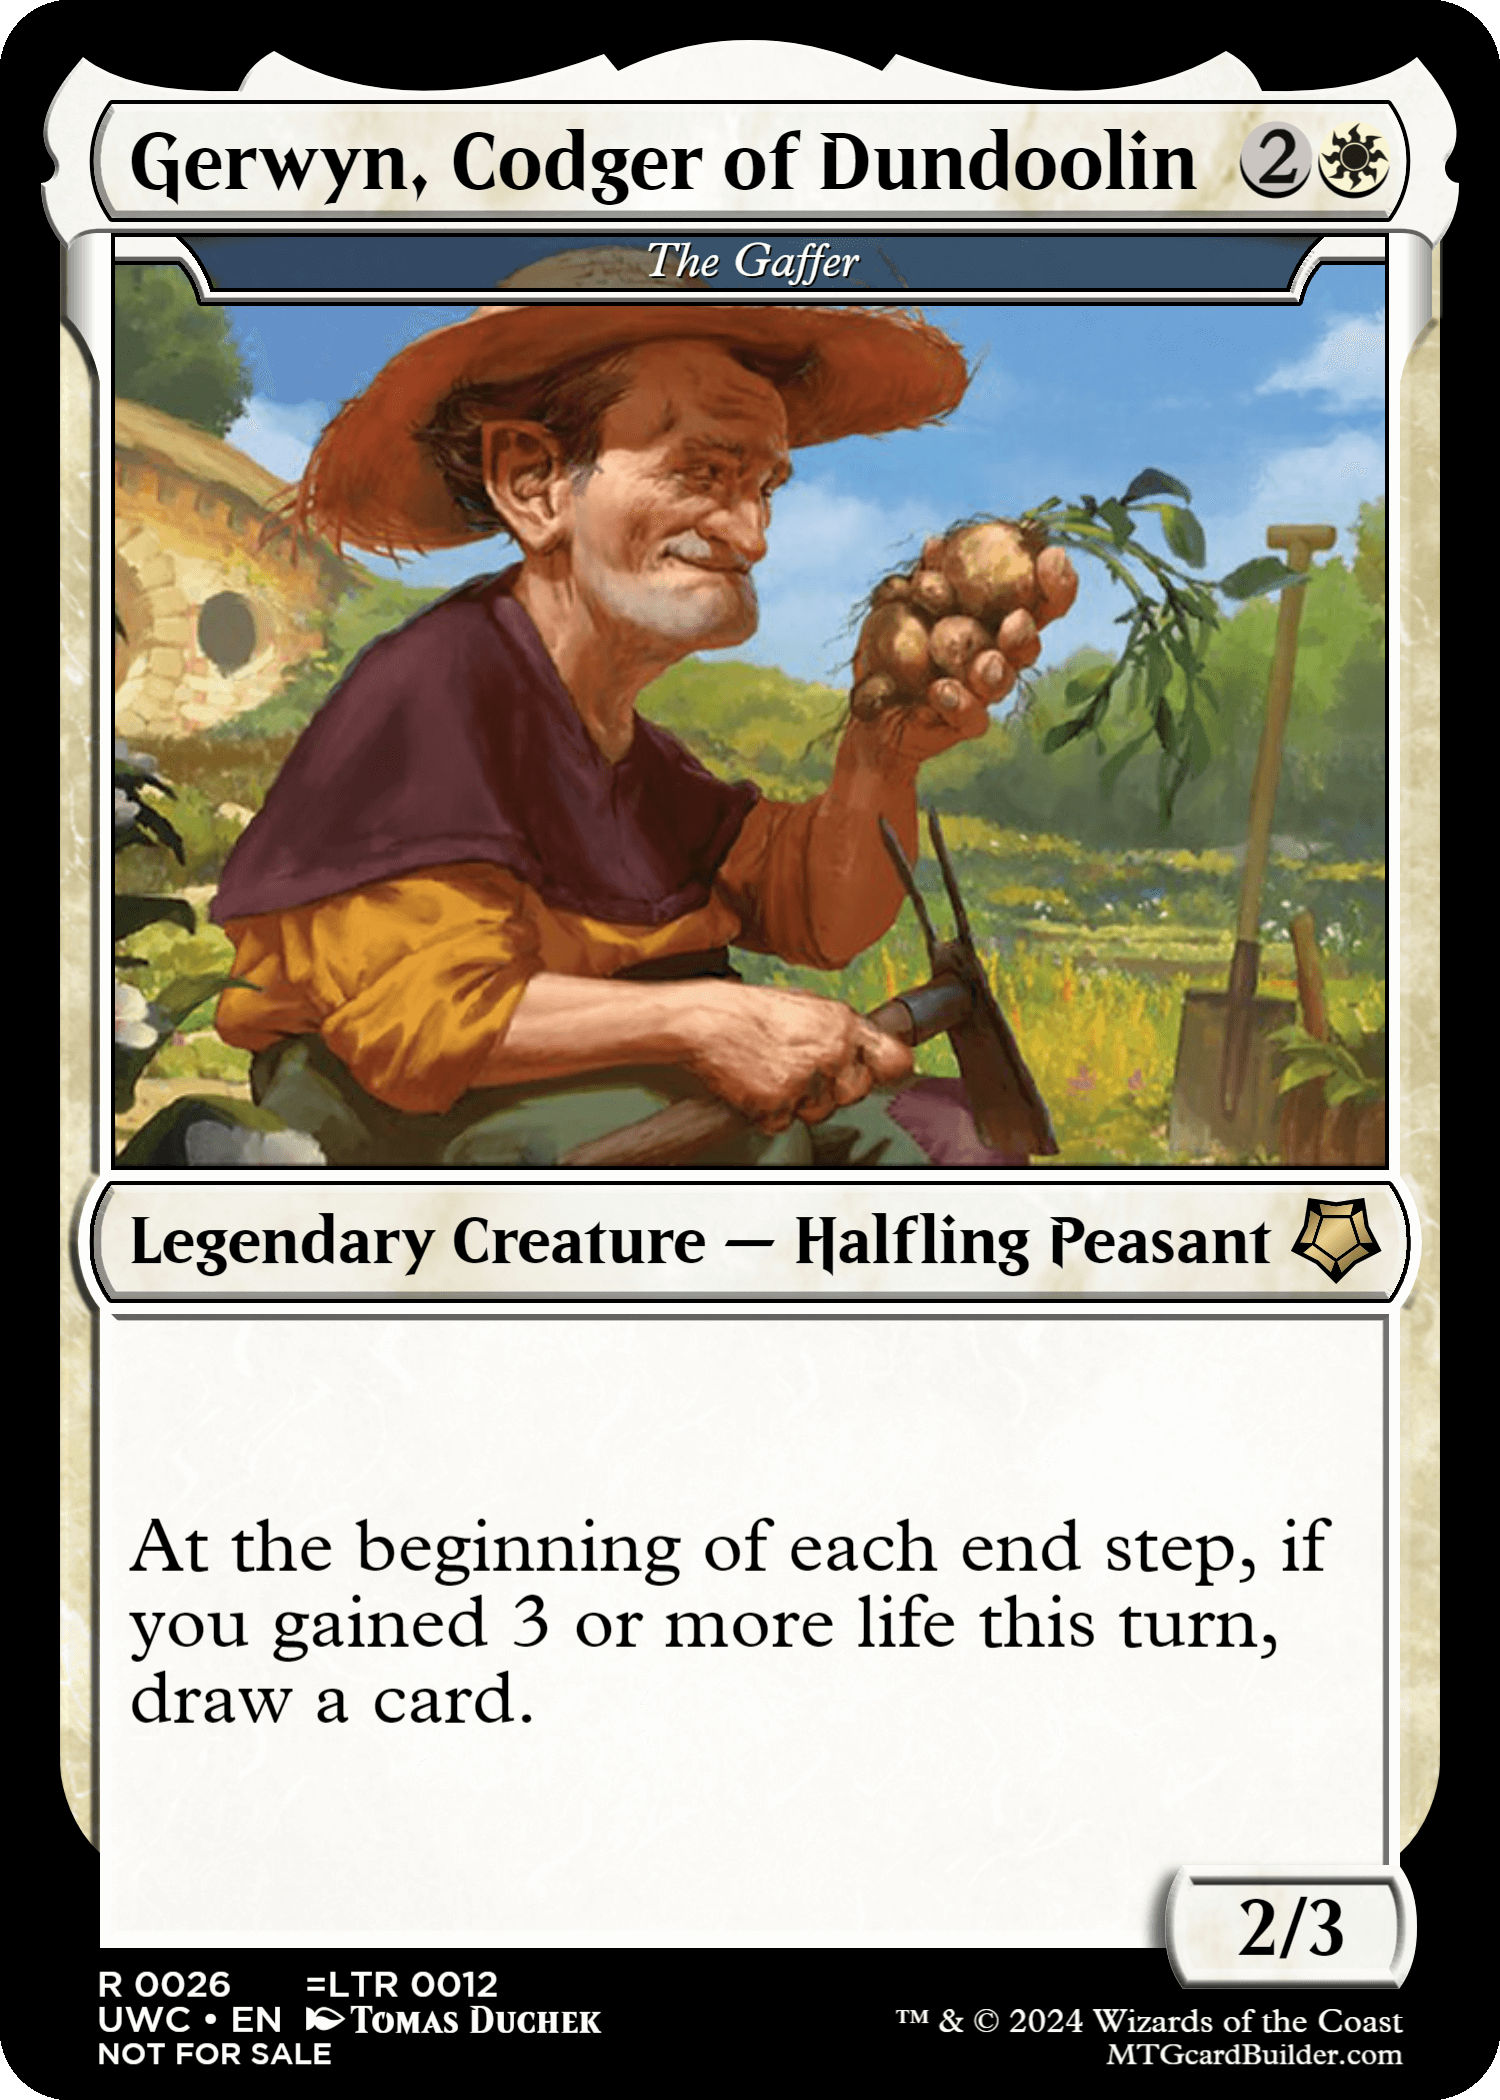 Gerwyn, Codger of Dundoolin 2
The Gaffer
Legendary Creature — Halfling Peasant
At the beginning of each end step, if
you gained 3 or more life this turn,
draw a card.
2/3
R 0026 =LTR 0012
UWC • EN Tomas Duchek
NOT FOR SALE
™ & © 2024 Wizards of the Coast
MTGcardBuilder.com